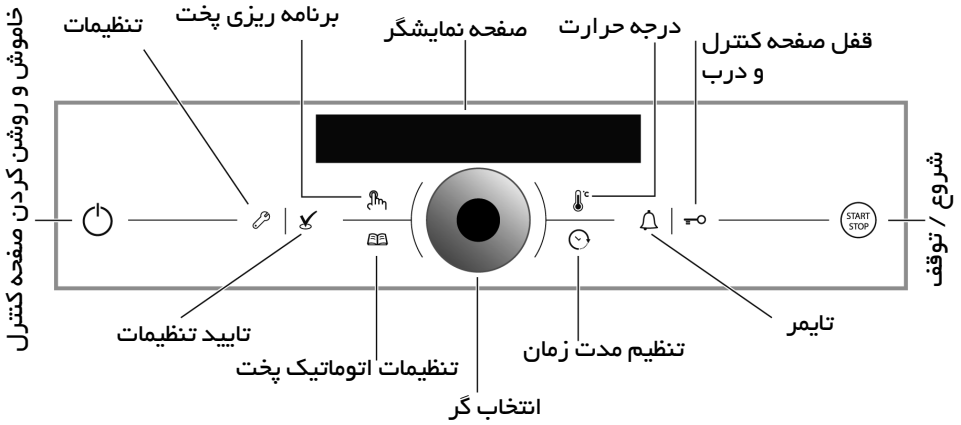 تنظیمات
برنامه ریزی پخت
صفحه نمایشگر
درجه حرارت
قفل صفحه کنترل
و درب
خاموش و روشن کردن صفحه کنترل
°C
START
STOP
شروع / توقف
تایید تنظیمات
تنظیمات اتوماتیک پخت
انتخاب گر
تنظیم مدت زمان
تایمر